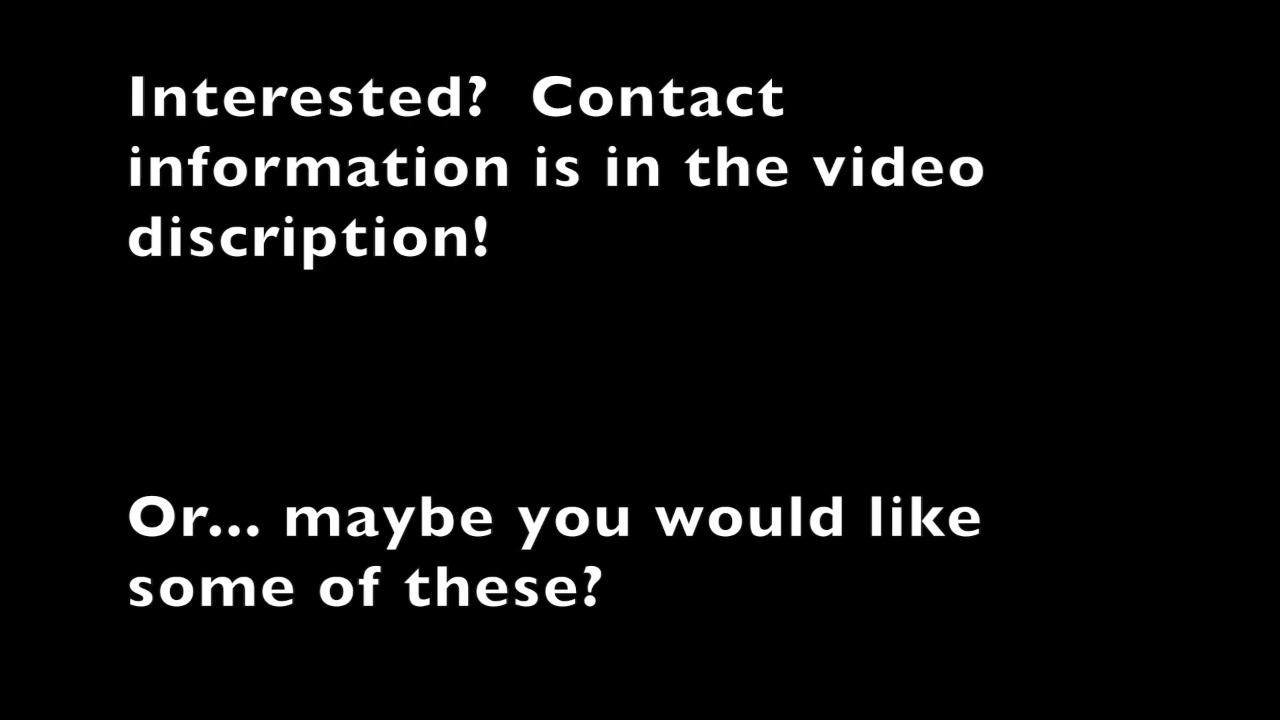 Interested?  Contact
information is in the video
discription!
Or... maybe you would like
some of these?